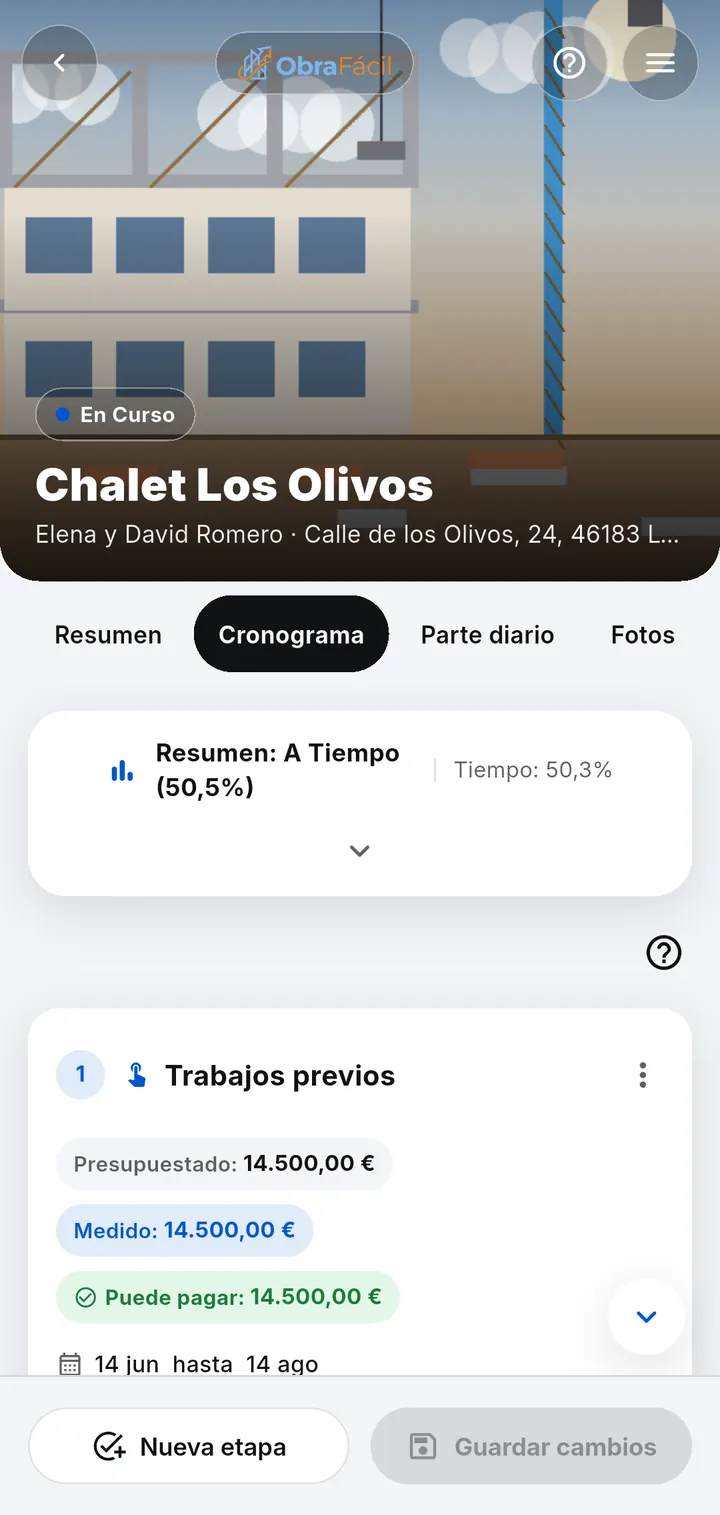 ObraFácil
En Curso
Chalet Los Olivos
Elena y David Romero · Calle de los Olivos, 24, 46183 L...
Resumen
Cronograma
Parte diario
Fotos
Resumen: A Tiempo
(50,5%)
Tiempo: 50,3%
1
Trabajos previos
Presupuestado: 14.500,00 €
Medido: 14.500,00 €
Puede pagar: 14.500,00 €
14 jun hasta 14 ago
Nueva etapa
Guardar cambios